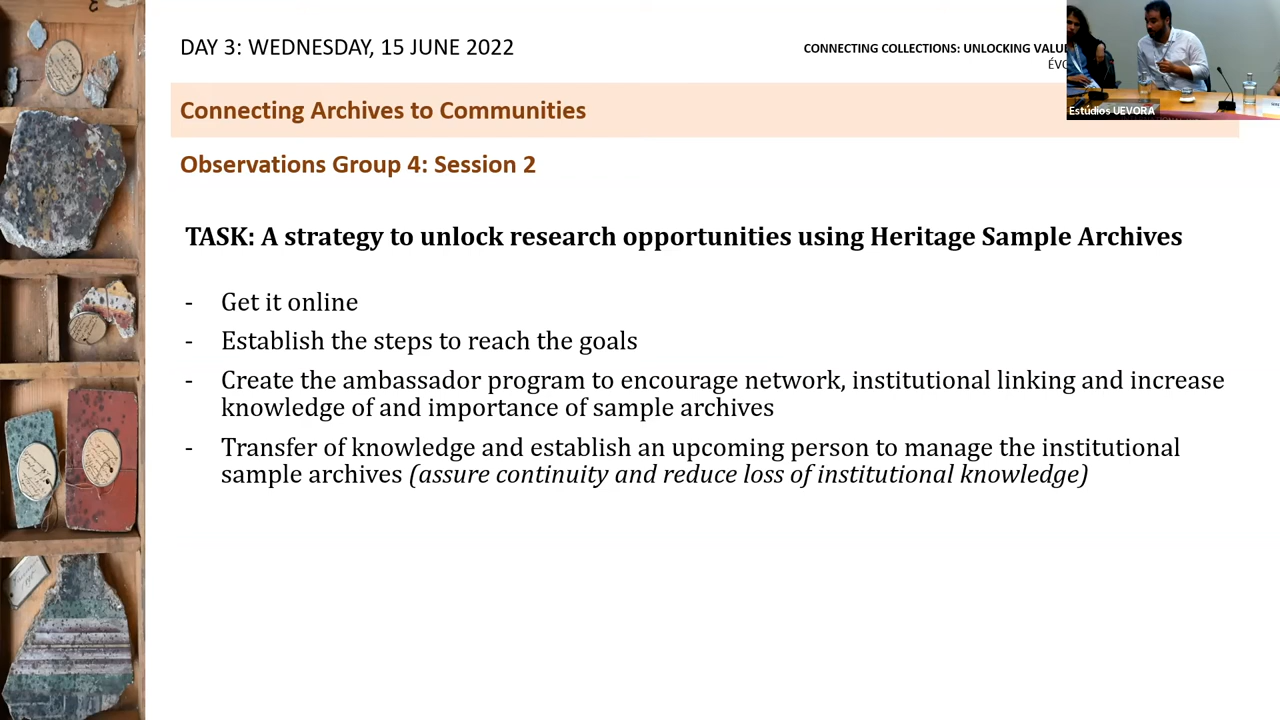 DAY 3: WEDNESDAY, 15 JUNE 2022
CONNECTING COLLECTIONS: UNLOCKING
Estúdios UEVORA
Connecting Archives to Communities
Observations Group 4: Session 2
TASK: A strategy to unlock research opportunities using Heritage Sample Archives
- Get it online
- Establish the steps to reach the goals
- Create the ambassador program to encourage network, institutional linking and increase
knowledge of and importance of sample archives
- Transfer of knowledge and establish an upcoming person to manage the institutional
sample archives (assure continuity and reduce loss of institutional knowledge)